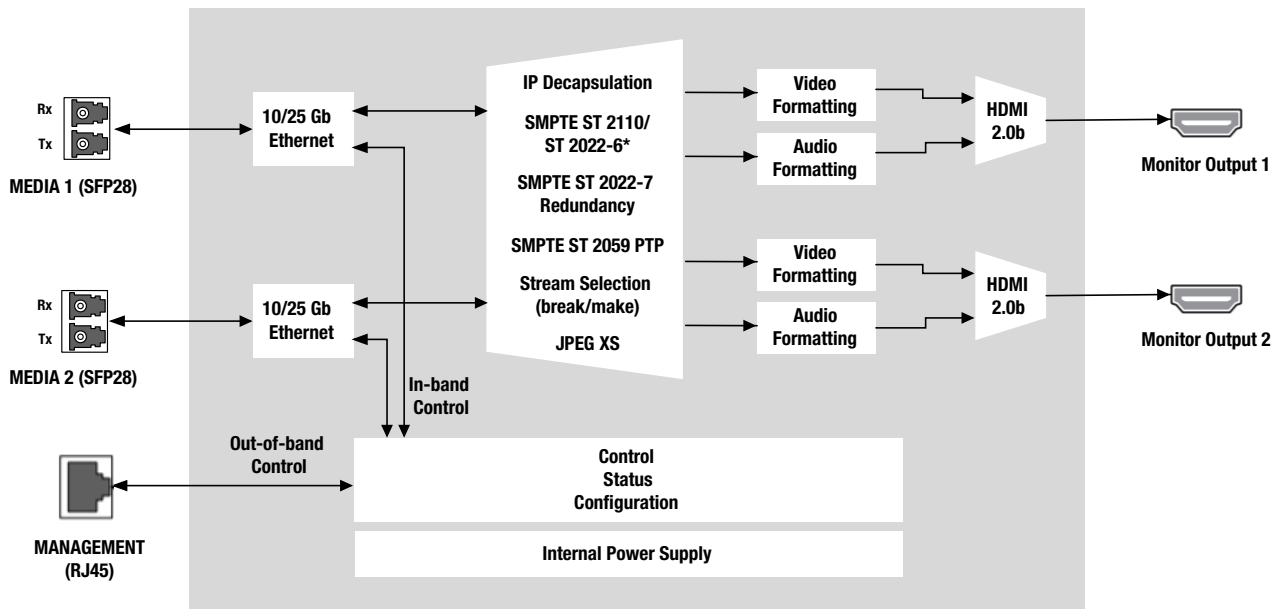 Rx
Tx
MEDIA 1 (SFP28)
10/25 Gb
Ethernet
IP Decapsulation
SMPTE ST 2110/
ST 2022-6*
SMPTE ST 2022-7
Redundancy
SMPTE ST 2059 PTP
Stream Selection
(break/make)
JPEG XS
Video
Formatting
Audio
Formatting
HDMI
2.0b
Monitor Output 1
Rx
Tx
MEDIA 2 (SFP28)
10/25 Gb
Ethernet
Video
Formatting
Audio
Formatting
HDMI
2.0b
Monitor Output 2
In-band
Control
Out-of-band
Control
MANAGEMENT
(RJ45)
Control
Status
Configuration
Internal Power Supply